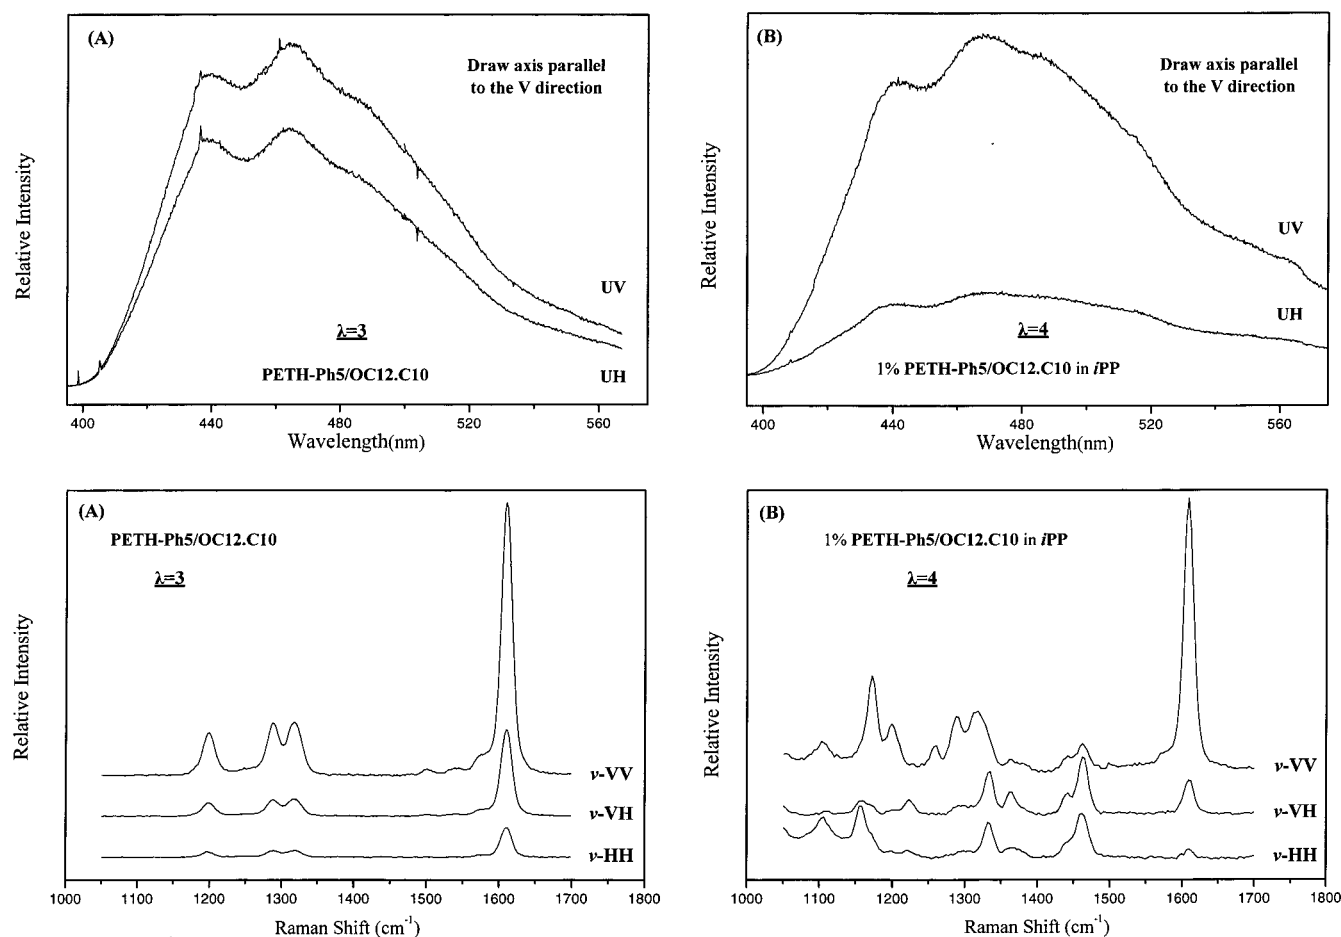 (A)
Draw axis parallel
to the V direction
Relative Intensity
UV
λ=3
PETH-Ph5/OC12.C10
UH
400 440 480 520 560
Wavelength(nm)
(B)
Draw axis parallel
to the V direction
Relative Intensity
UV
UH
λ=4
1% PETH-Ph5/OC12.C10 in iPP
400 440 480 520 560
Wavelength(nm)
(A)
PETH-Ph5/OC12.C10
λ=3
Relative Intensity
ν-VV
ν-VH
ν-HH
1000 1100 1200 1300 1400 1500 1600 1700 1800
Raman Shift (cm⁻¹)
(B)
1% PETH-Ph5/OC12.C10 in iPP
λ=4
Relative Intensity
ν-VV
ν-VH
ν-HH
1000 1100 1200 1300 1400 1500 1600 1700 1800
Raman Shift (cm⁻¹)